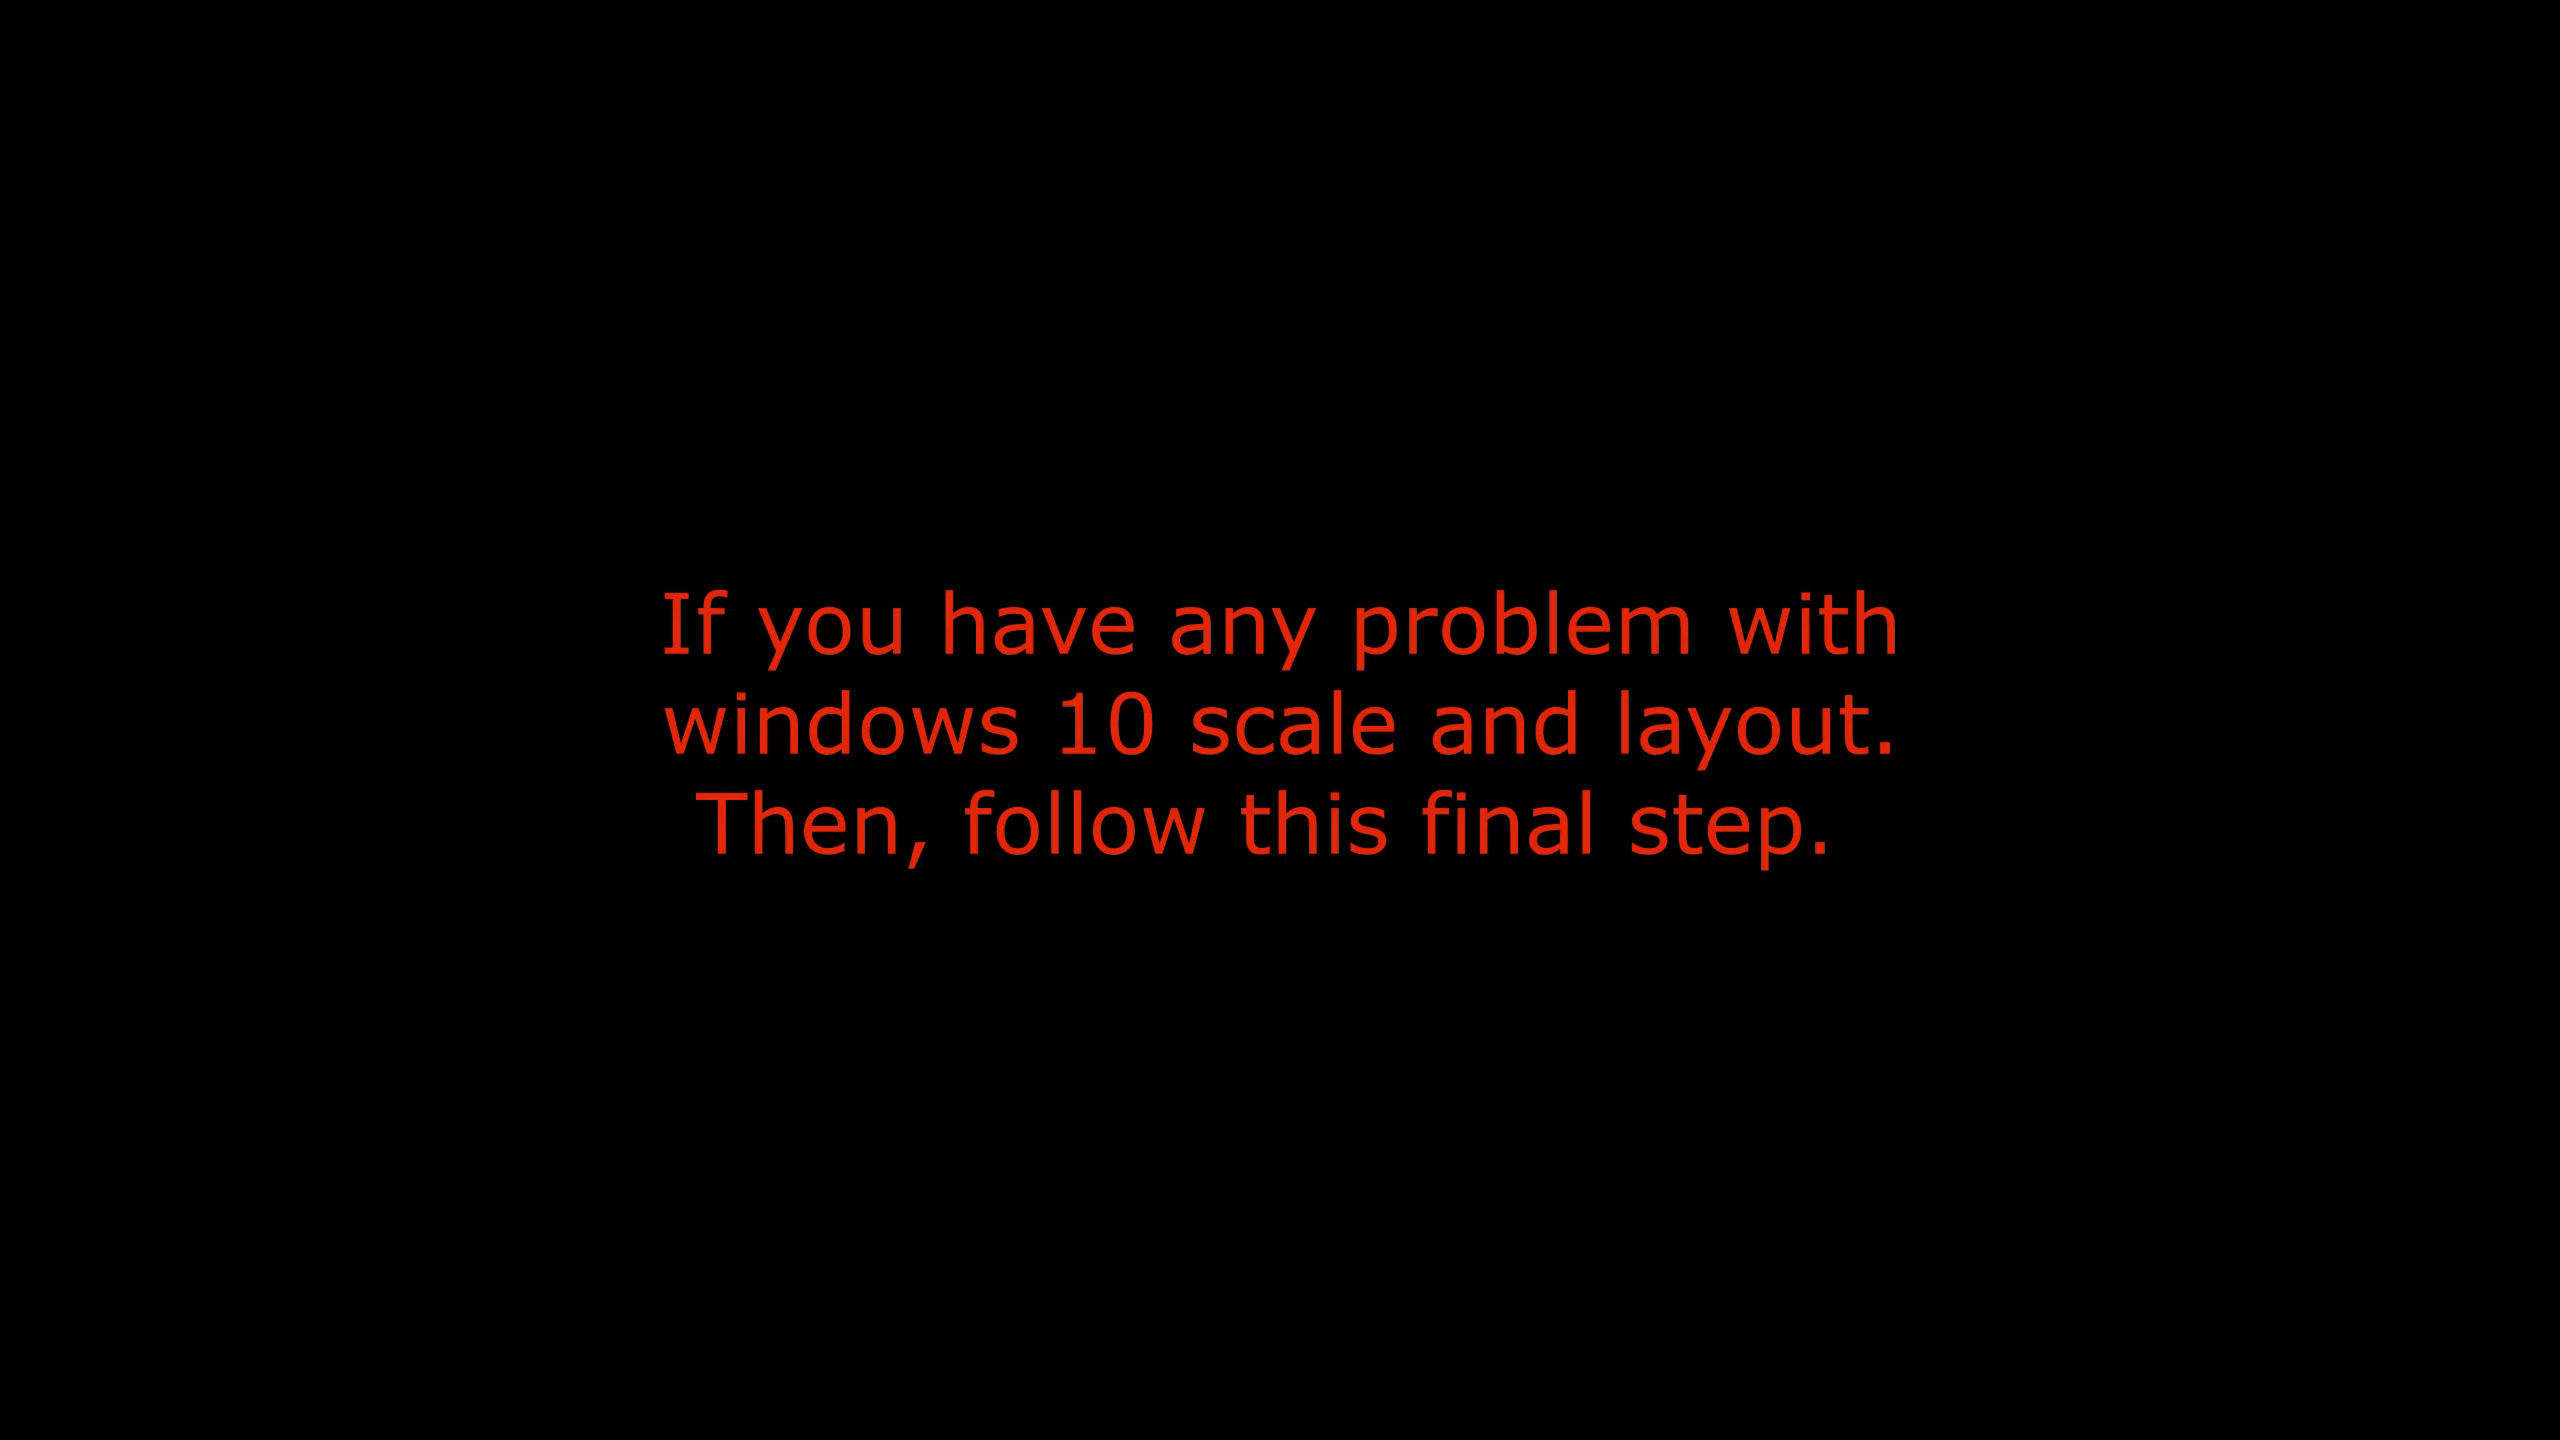 If you have any problem with
windows 10 scale and layout.
Then, follow this final step.